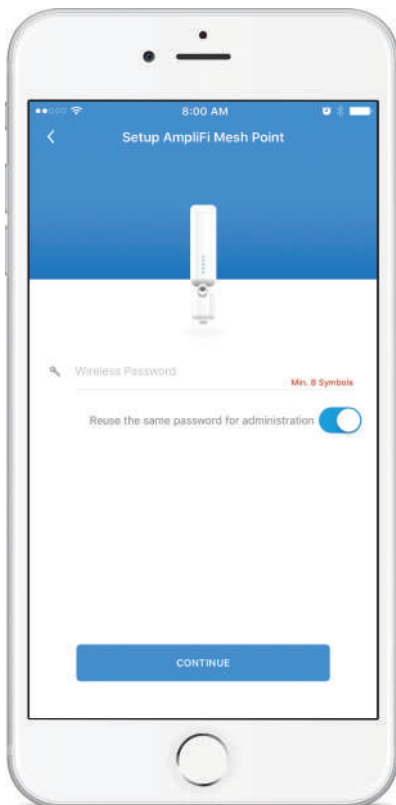 8:00 AM
Setup AmpliFi Mesh Point
Wireless Password
Min. 8 Symbols
Reuse the same password for administration
CONTINUE